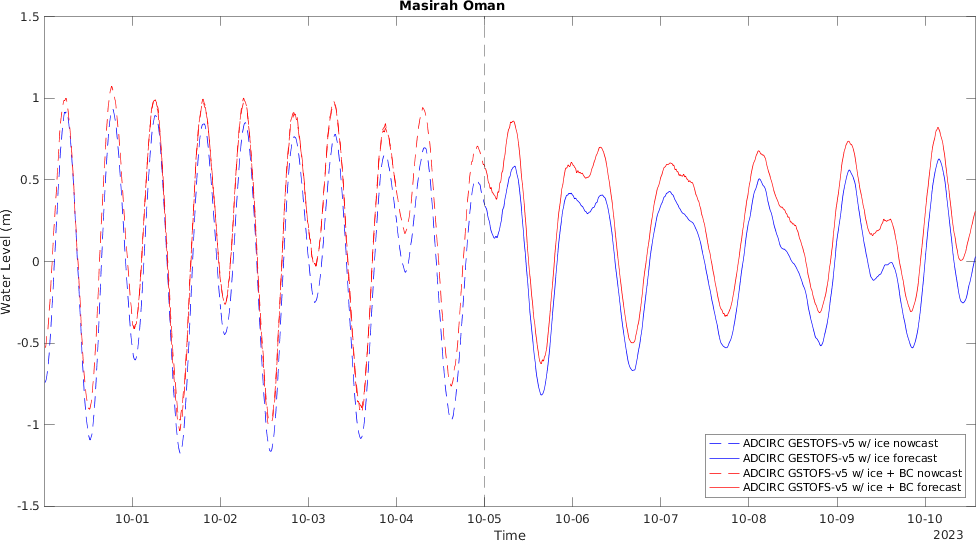 Masirah Oman
1.5
1
0.5
0
-0.5
-1
-1.5
Water Level (m)
10-01 10-02 10-03 10-04 10-05 10-06 10-07 10-08 10-09 10-10
Time
2023
ADCIRC GESTOFS-v5 w/ ice nowcast
ADCIRC GESTOFS-v5 w/ ice forecast
ADCIRC GSTOFS-v5 w/ ice + BC nowcast
ADCIRC GSTOFS-v5 w/ ice + BC forecast